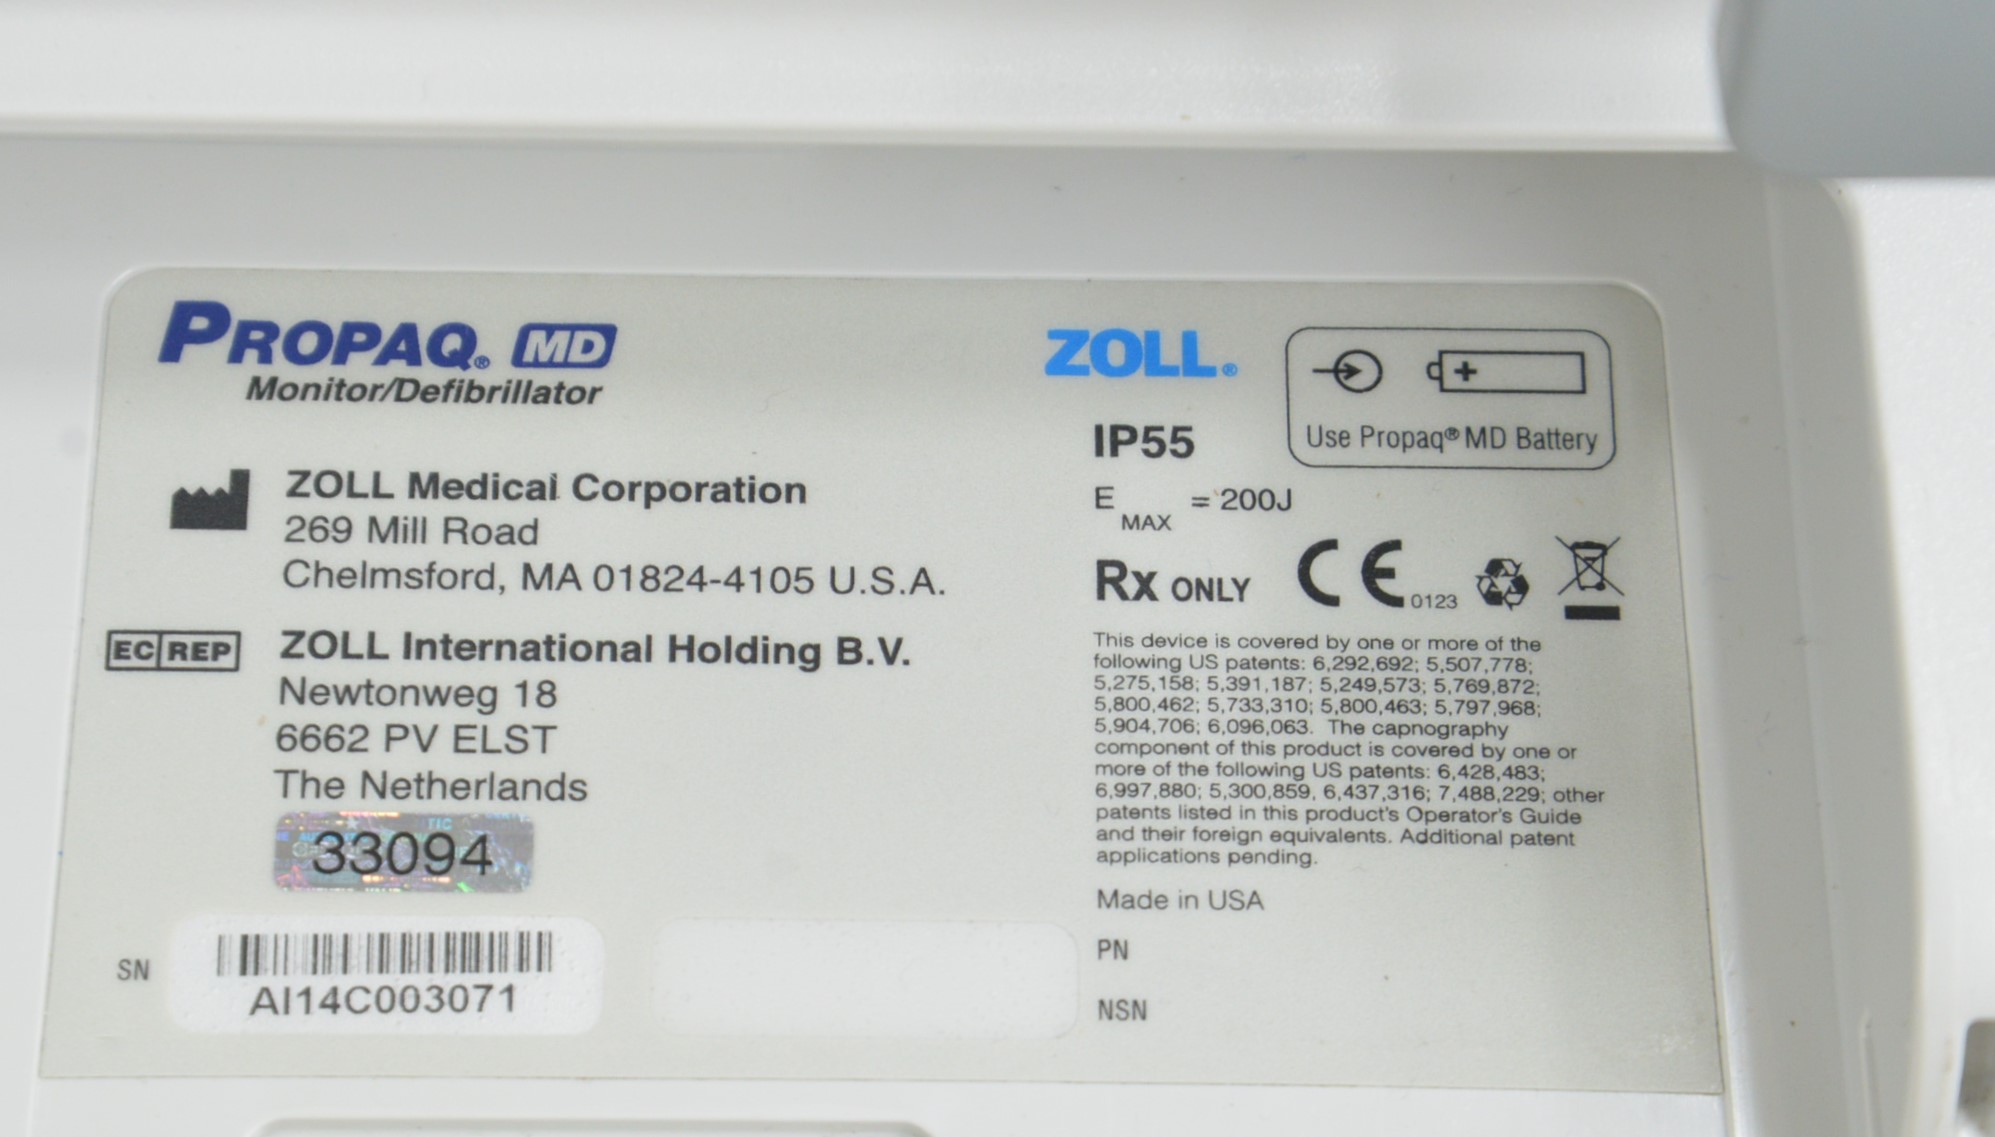 PROPAQ® MD
Monitor/Defibrillator
ZOLL Medical Corporation
269 Mill Road
Chelmsford, MA 01824-4105 U.S.A.
EC REP
ZOLL International Holding B.V.
Newtonweg 18
6662 PV ELST
The Netherlands
33094
SN
AI14C003071
ZOLL®
Use Propaq® MD Battery
IP55
E MAX = 200J
Rx ONLY
CE 0123
This device is covered by one or more of the
following US patents: 6,292,692; 5,507,778;
5,275,158; 5,391,187; 5,249,573; 5,769,872;
5,800,462; 5,733,310; 5,800,463; 5,797,968;
5,904,706; 6,096,063. The capnography
component of this product is covered by one or
more of the following US patents: 6,428,483;
6,997,880; 5,300,859, 6,437,316; 7,488,229; other
patents listed in this product's Operator's Guide
and their foreign equivalents. Additional patent
applications pending.
Made in USA
PN
NSN